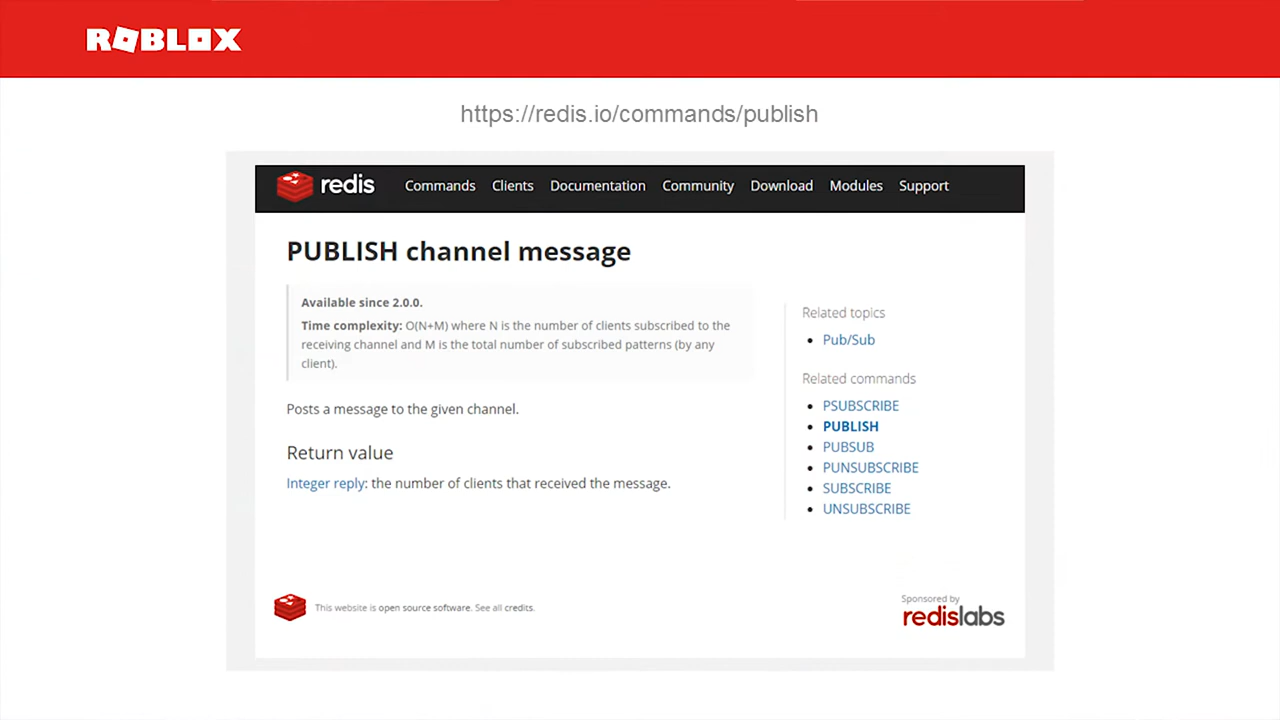 ROBLOX
https://redis.io/commands/publish
redis Commands Clients Documentation Community Download Modules Support
PUBLISH channel message
Available since 2.0.0.
Time complexity: O(N+M) where N is the number of clients subscribed to the
receiving channel and M is the total number of subscribed patterns (by any
client).
Posts a message to the given channel.
Return value
Integer reply: the number of clients that received the message.
Related topics
Pub/Sub
Related commands
PSUBSCRIBE
PUBLISH
PUBSUB
PUNSUBSCRIBE
SUBSCRIBE
UNSUBSCRIBE
This website is open source software. See all credits.
Sponsored by
redislabs